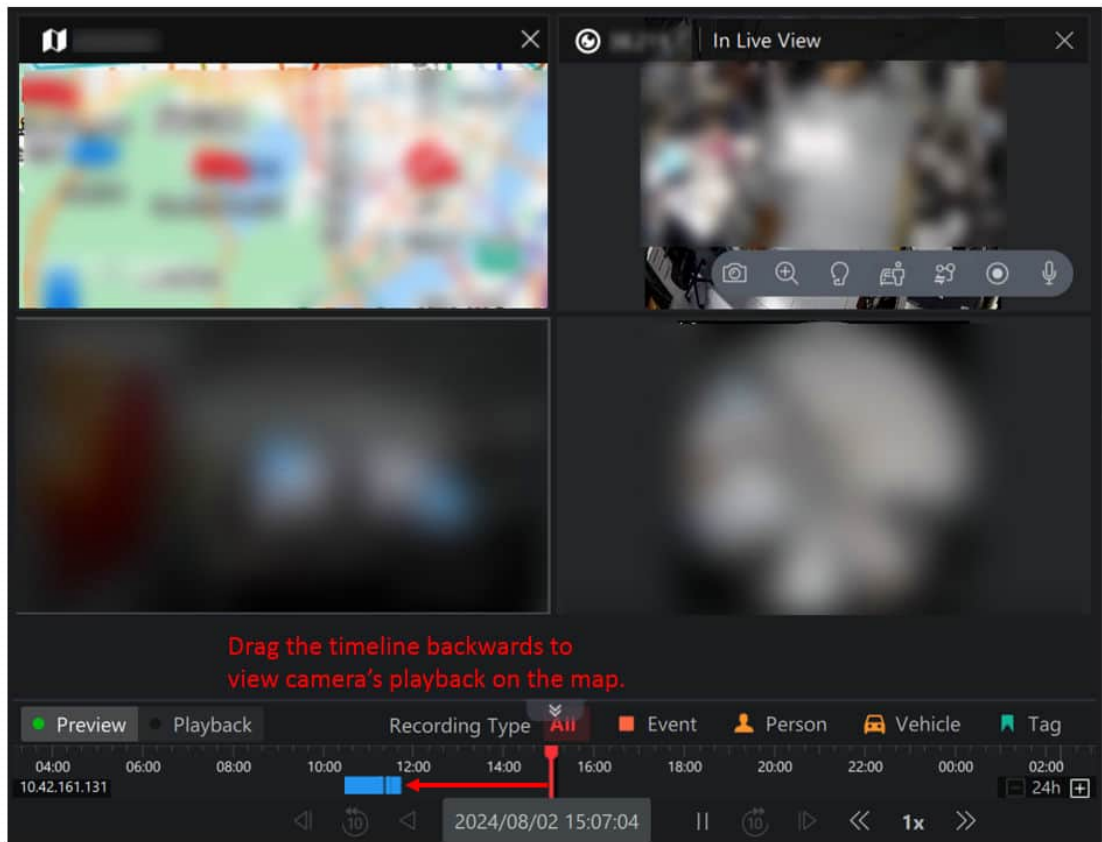 In Live View
Drag the timeline backwards to
view camera's playback on the map.
Preview Playback Recording Type All Event Person Vehicle Tag
04:00 06:00 08:00 10:00 12:00 14:00 16:00 18:00 20:00 22:00 00:00 02:00
10.42.161.131 24h
10 2024/08/02 15:07:04 10 1x